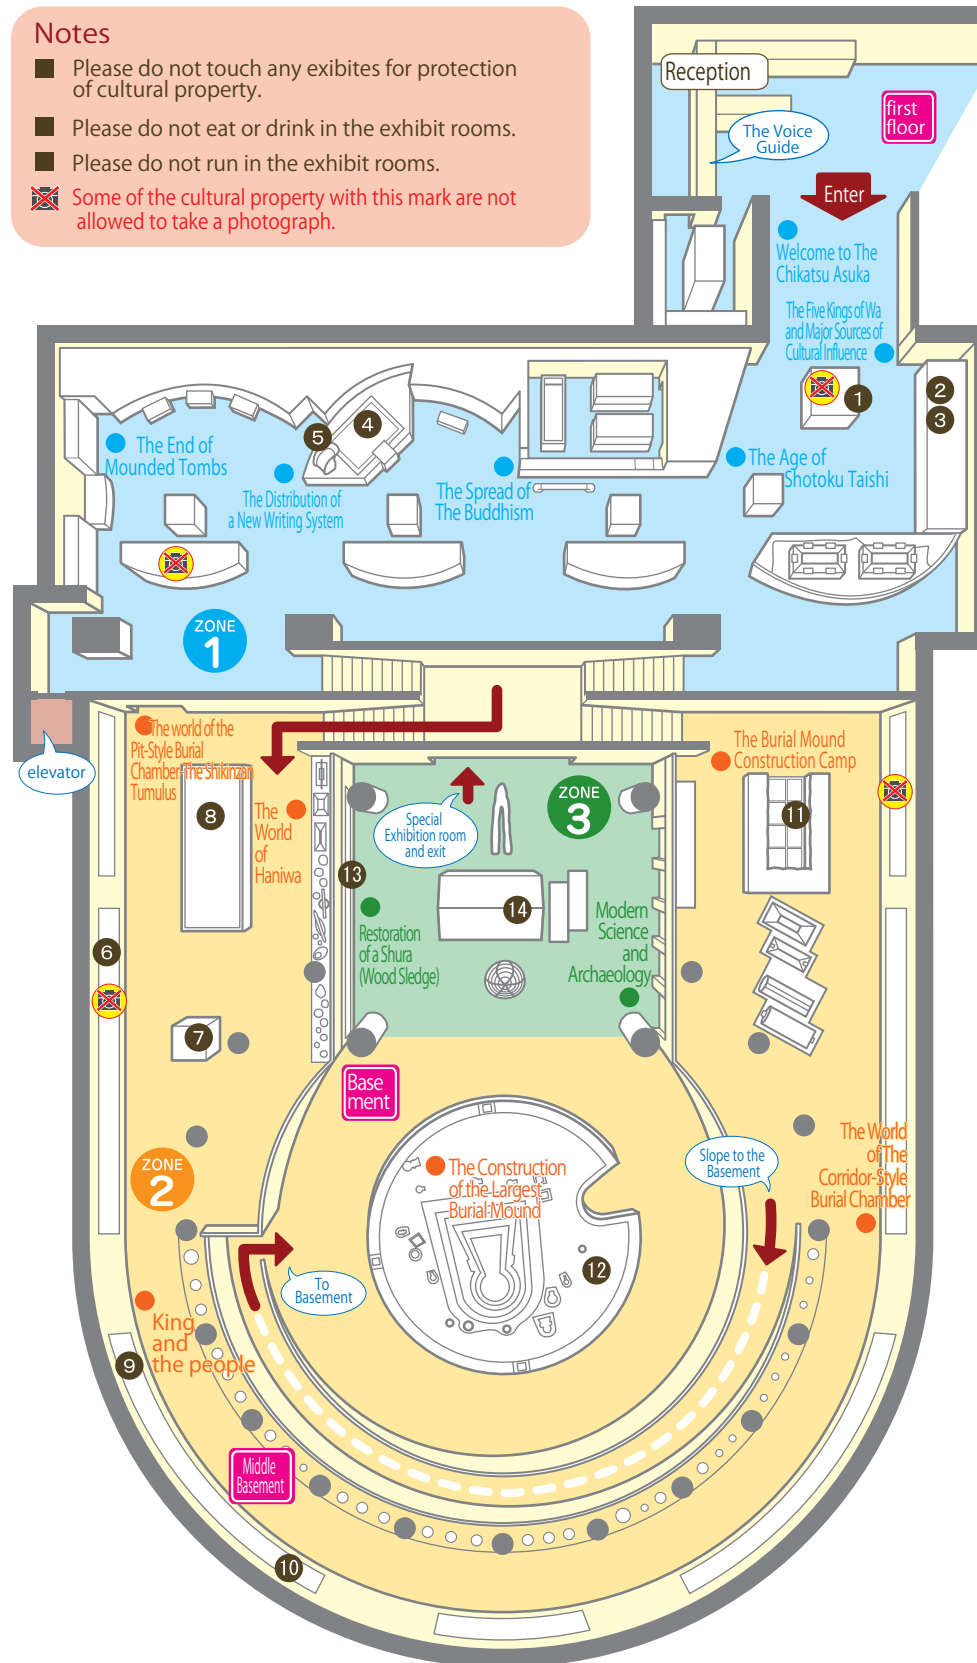 Notes
Please do not touch any exibites for protection
of cultural property.
Please do not eat or drink in the exhibit rooms.
Please do not run in the exhibit rooms.
Some of the cultural property with this mark are not
allowed to take a photograph.
Reception
first
floor
The Voice
Guide
Enter
Welcome to The
Chikatsu Asuka
The Five Kings of Wa
and Major Sources of
Cultural Influence
1
2
3
4
5
The End of
Mounded Tombs
The Distribution of
a New Writing System
The Spread of
The Buddhism
The Age of
Shotoku Taishi
ZONE
1
elevator
The world of the
Pit-Style Burial
Chamber-The Shikinzan
Tumulus
8
The
World
of
Haniwa
Special
Exhibition room
and exit
ZONE
3
The Burial Mound
Construction Camp
11
13
14
Restoration
of a Shura
(Wood Sledge)
Modern
Science
and
Archaeology
6
7
Base
ment
ZONE
2
The Construction
of the Largest
Burial Mound
Slope to the
Basement
The World
of The
Corridor-Style
Burial Chamber
12
To
Basement
King
and
the people
9
Middle
Basement
10